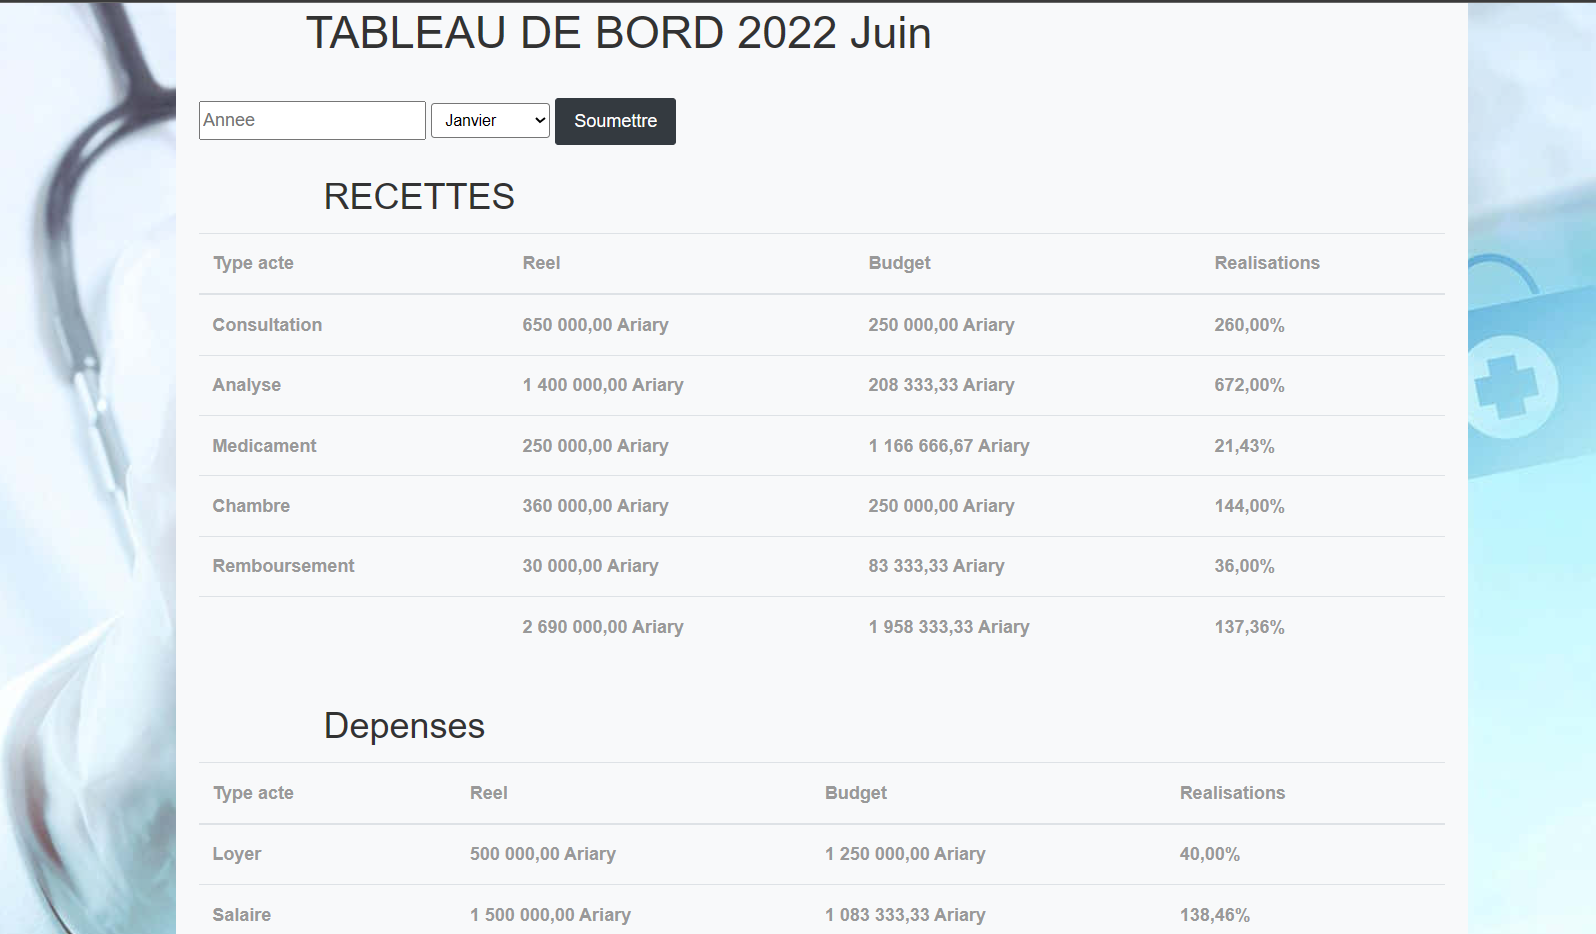 TABLEAU DE BORD 2022 Juin
Annee Janvier Soumettre
RECETTES
Type acte Reel Budget Realisations
Consultation 650 000,00 Ariary 250 000,00 Ariary 260,00%
Analyse 1 400 000,00 Ariary 208 333,33 Ariary 672,00%
Medicament 250 000,00 Ariary 1 166 666,67 Ariary 21,43%
Chambre 360 000,00 Ariary 250 000,00 Ariary 144,00%
Remboursement 30 000,00 Ariary 83 333,33 Ariary 36,00%
2 690 000,00 Ariary 1 958 333,33 Ariary 137,36%
Depenses
Type acte Reel Budget Realisations
Loyer 500 000,00 Ariary 1 250 000,00 Ariary 40,00%
Salaire 1 500 000,00 Ariary 1 083 333,33 Ariary 138,46%